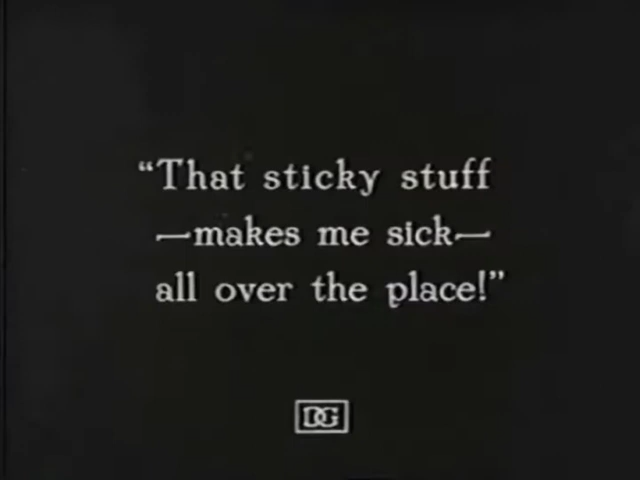 “That sticky stuff
—makes me sick—
all over the place!”
DG